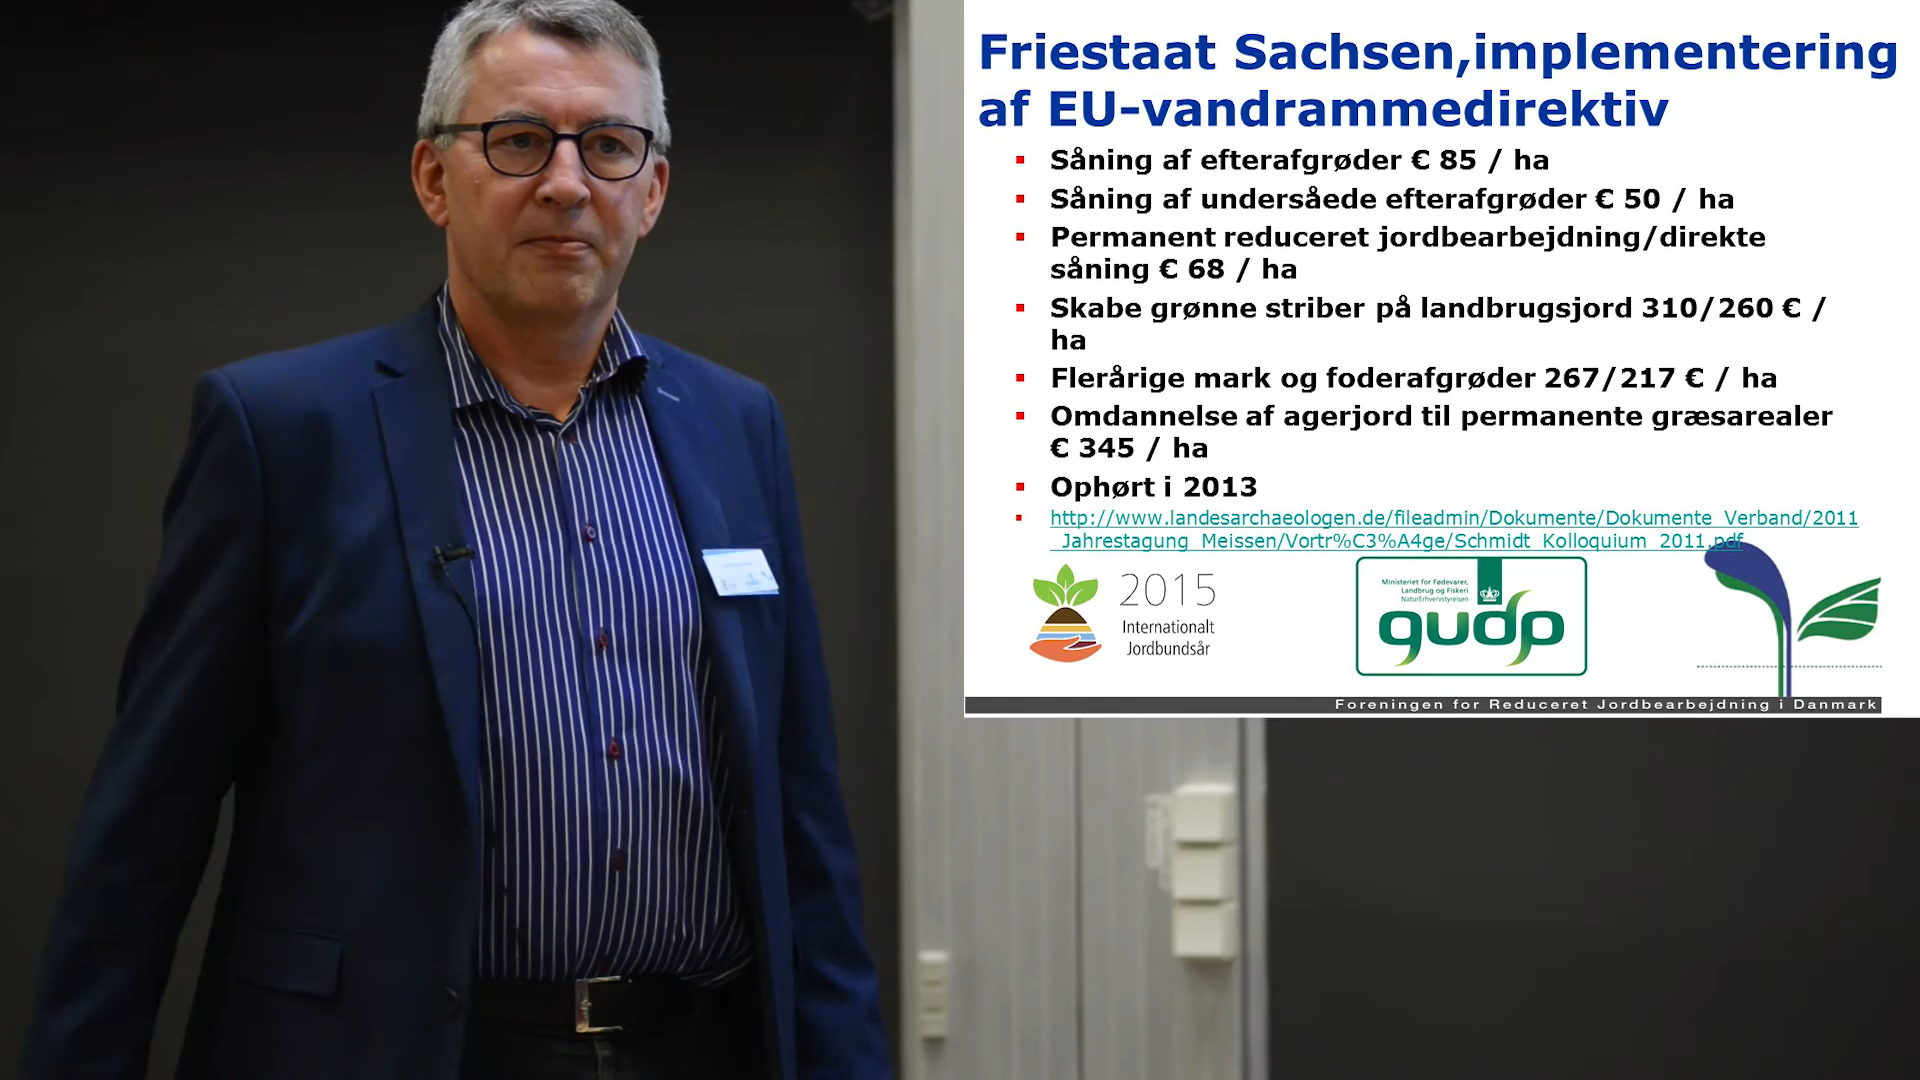 Friestaat Sachsen,implementering
af EU-vandrammedirektiv
Såning af efterafgrøder € 85 / ha
Såning af undersåede efterafgrøder € 50 / ha
Permanent reduceret jordbearbejdning/direkte
såning € 68 / ha
Skabe grønne striber på landbrugsjord 310/260 € /
ha
Flerårige mark og foderafgrøder 267/217 € / ha
Omdannelse af agerjord til permanente græsarealer
€ 345 / ha
Ophørt i 2013
http://www.landesarchaeologen.de/fileadmin/Dokumente/Dokumente_Verband/2011
_Jahrestagung_Meissen/Vortr%C3%A4ge/Schmidt_Kolloquium_2011.pdf
2015
Internationalt
Jordbundsår
Ministeriet for Fødevarer,
Landbrug og Fiskeri
NaturErhvervstyrelsen
gudp
Foreningen for Reduceret Jordbearbejdning i Danmark